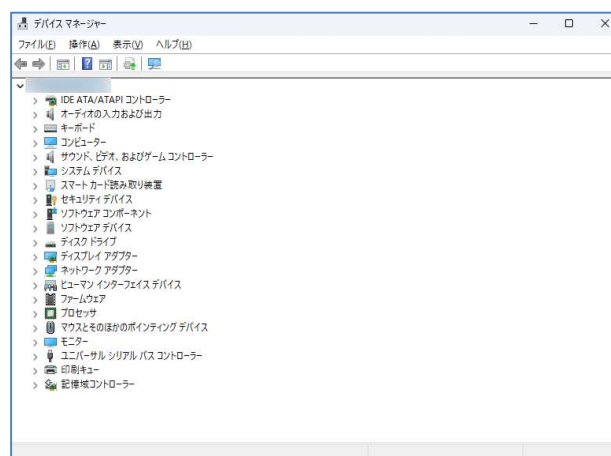 デバイス マネージャー
ファイル(F) 操作(A) 表示(V) ヘルプ(H)
IDE ATA/ATAPI コントローラー
オーディオの入力および出力
キーボード
コンピューター
サウンド、ビデオ、およびゲーム コントローラー
システム デバイス
スマート カード読み取り装置
セキュリティ デバイス
ソフトウェア コンポーネント
ソフトウェア デバイス
ディスク ドライブ
ディスプレイ アダプター
ネットワーク アダプター
ヒューマン インターフェイス デバイス
ファームウェア
プロセッサ
マウスとそのほかのポインティング デバイス
モニター
ユニバーサル シリアル バス コントローラー
印刷キュー
記憶域コントローラー